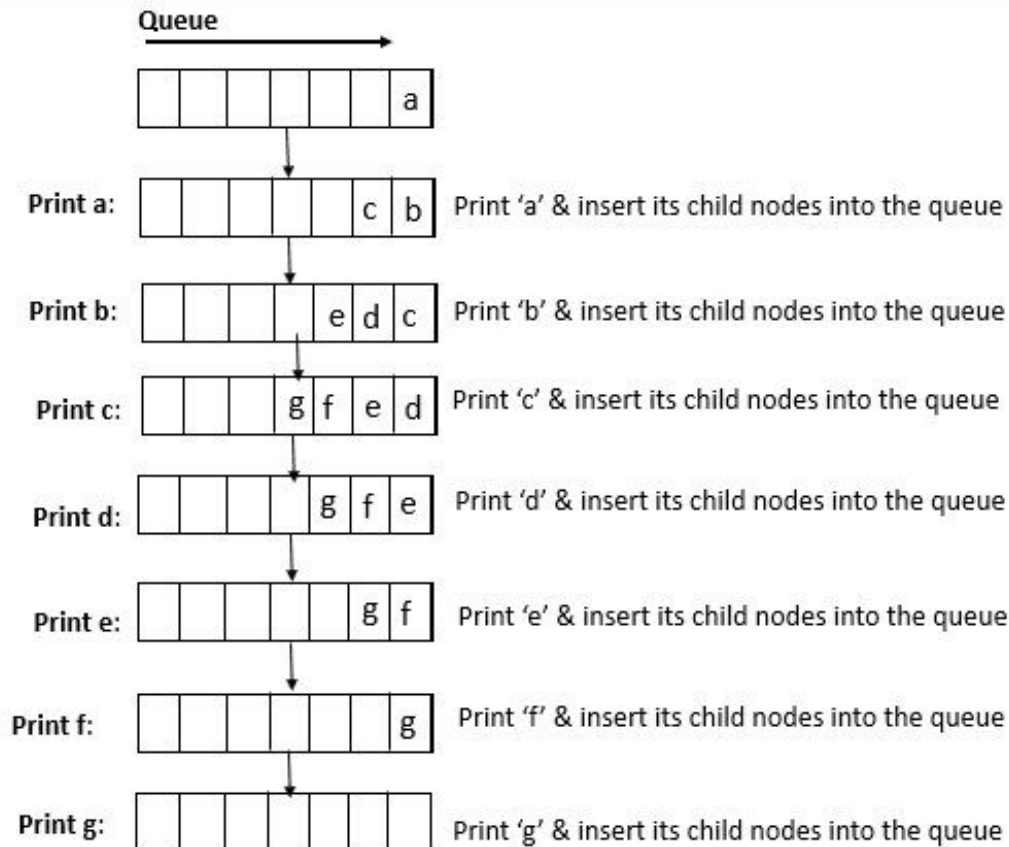 Queue
a
Print a: c b Print ‘a’ & insert its child nodes into the queue
Print b: e d c Print ‘b’ & insert its child nodes into the queue
Print c: g f e d Print ‘c’ & insert its child nodes into the queue
Print d: g f e Print ‘d’ & insert its child nodes into the queue
Print e: g f Print ‘e’ & insert its child nodes into the queue
Print f: g Print ‘f’ & insert its child nodes into the queue
Print g: Print ‘g’ & insert its child nodes into the queue